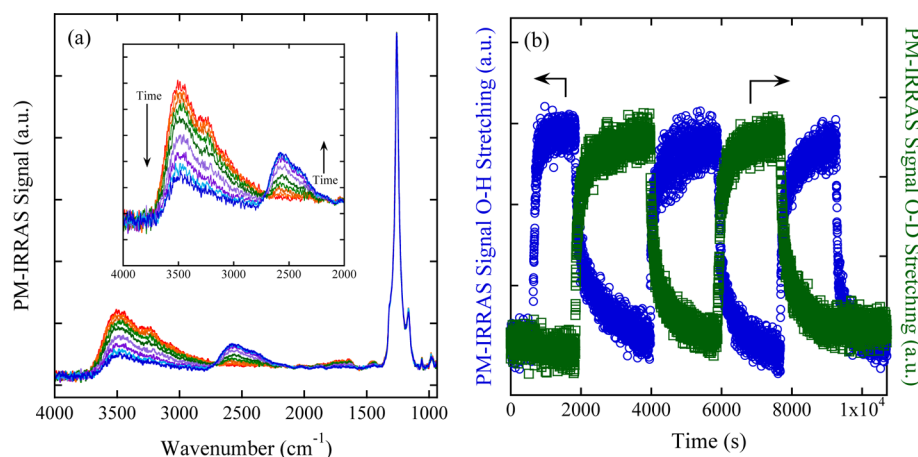 (a)
Time
Time
4000 3500 3000 2500 2000
PM-IRRAS Signal (a.u.)
4000 3500 3000 2500 2000 1500 1000
Wavenumber (cm⁻¹)
(b)
PM-IRRAS Signal O-H Stretching (a.u.)
PM-IRRAS Signal O-D Stretching (a.u.)
0 2000 4000 6000 8000 1x10⁴
Time (s)